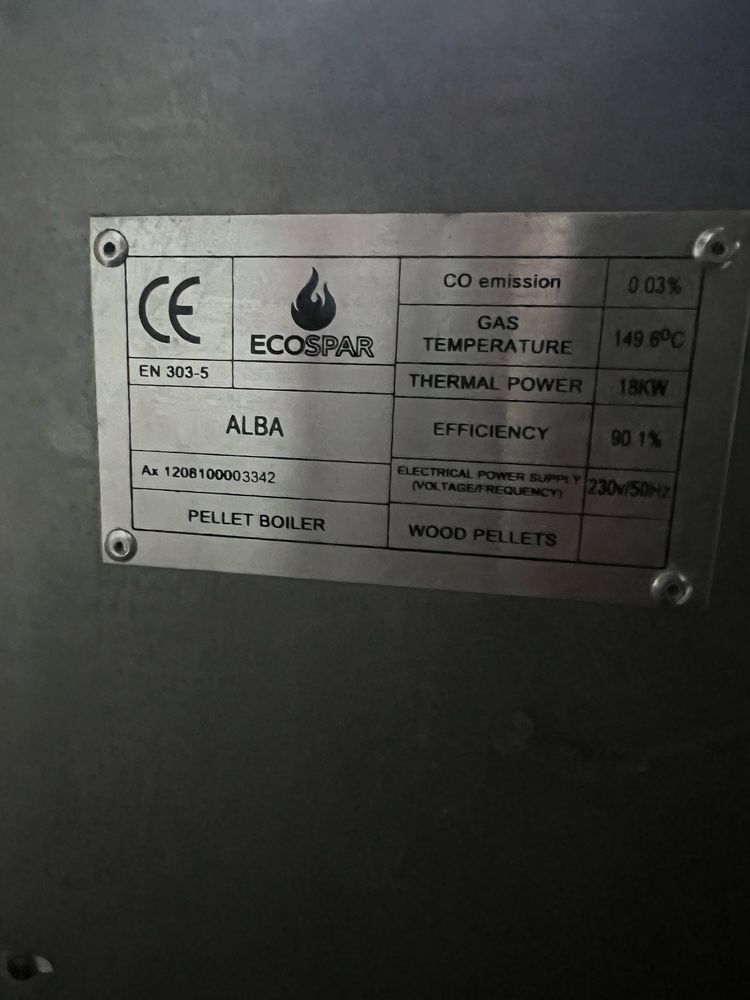 CE
EN 303-5
ECOSPAR
ALBA
Ax 1208100003342
PELLET BOILER
CO emission 0.03%
GAS
TEMPERATURE 149.6ºC
THERMAL POWER 18KW
EFFICIENCY 90.1%
ELECTRICAL POWER SUPPLY
(VOLTAGE/FREQUENCY) 230v/50Hz
WOOD PELLETS